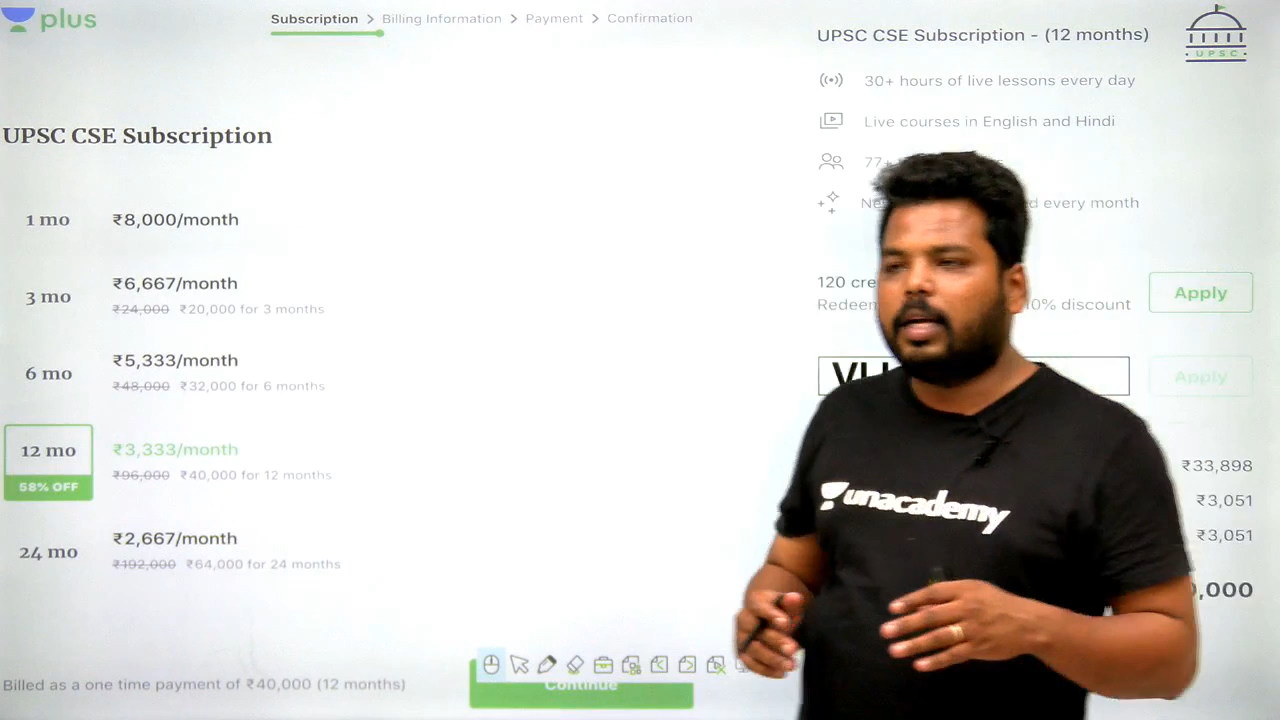 plus
Subscription > Billing Information > Payment > Confirmation
UPSC CSE Subscription
1 mo ₹8,000/month
3 mo ₹6,667/month
₹24,000 ₹20,000 for 3 months
6 mo ₹5,333/month
₹48,000 ₹32,000 for 6 months
12 mo ₹3,333/month
58% OFF ₹96,000 ₹40,000 for 12 months
24 mo ₹2,667/month
₹192,000 ₹64,000 for 24 months
Billed as a one time payment of ₹40,000 (12 months)
Continue
UPSC CSE Subscription - (12 months)
UPSC
30+ hours of live lessons every day
Live courses in English and Hindi
77+
every month
120
10% discount
Apply
Apply
₹33,898
₹3,051
₹3,051
unacademy